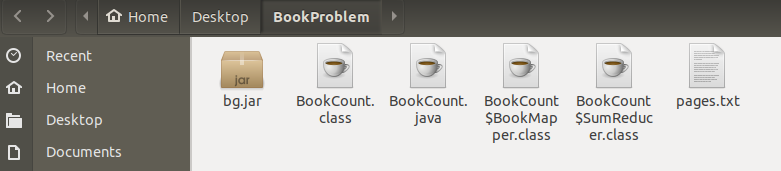 Home Desktop BookProblem
Recent
Home
Desktop
Documents
jar
bg.jar
BookCount.
class
BookCount.
java
BookCount
$BookMap
per.class
BookCount
$SumReduc
er.class
pages.txt